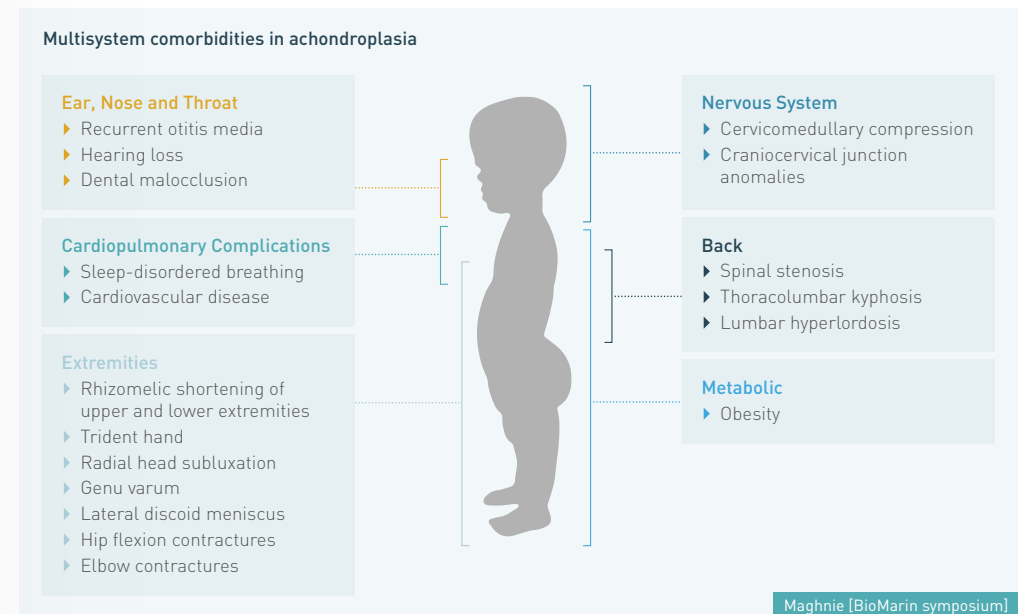 Multisystem comorbidities in achondroplasia
Ear, Nose and Throat
Recurrent otitis media
Hearing loss
Dental malocclusion
Cardiopulmonary Complications
Sleep-disordered breathing
Cardiovascular disease
Extremities
Rhizomelic shortening of
upper and lower extremities
Trident hand
Radial head subluxation
Genu varum
Lateral discoid meniscus
Hip flexion contractures
Elbow contractures
Nervous System
Cervicomedullary compression
Craniocervical junction
anomalies
Back
Spinal stenosis
Thoracolumbar kyphosis
Lumbar hyperlordosis
Metabolic
Obesity
Maghnie [BioMarin symposium]